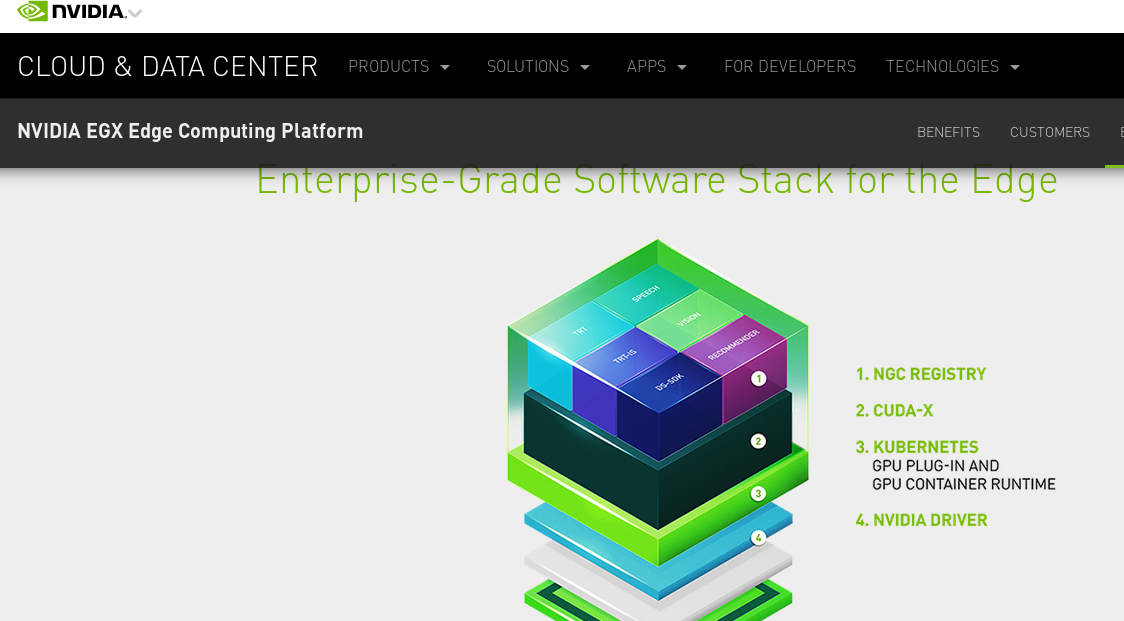 NVIDIA.
CLOUD & DATA CENTER PRODUCTS SOLUTIONS APPS FOR DEVELOPERS TECHNOLOGIES
NVIDIA EGX Edge Computing Platform BENEFITS CUSTOMERS
Enterprise-Grade Software Stack for the Edge
SPEECH
TRT VISION
TRT-IS RECOMMENDER
DS-SDK 1
2
3
4
1. NGC REGISTRY
2. CUDA-X
3. KUBERNETES
GPU PLUG-IN AND
GPU CONTAINER RUNTIME
4. NVIDIA DRIVER